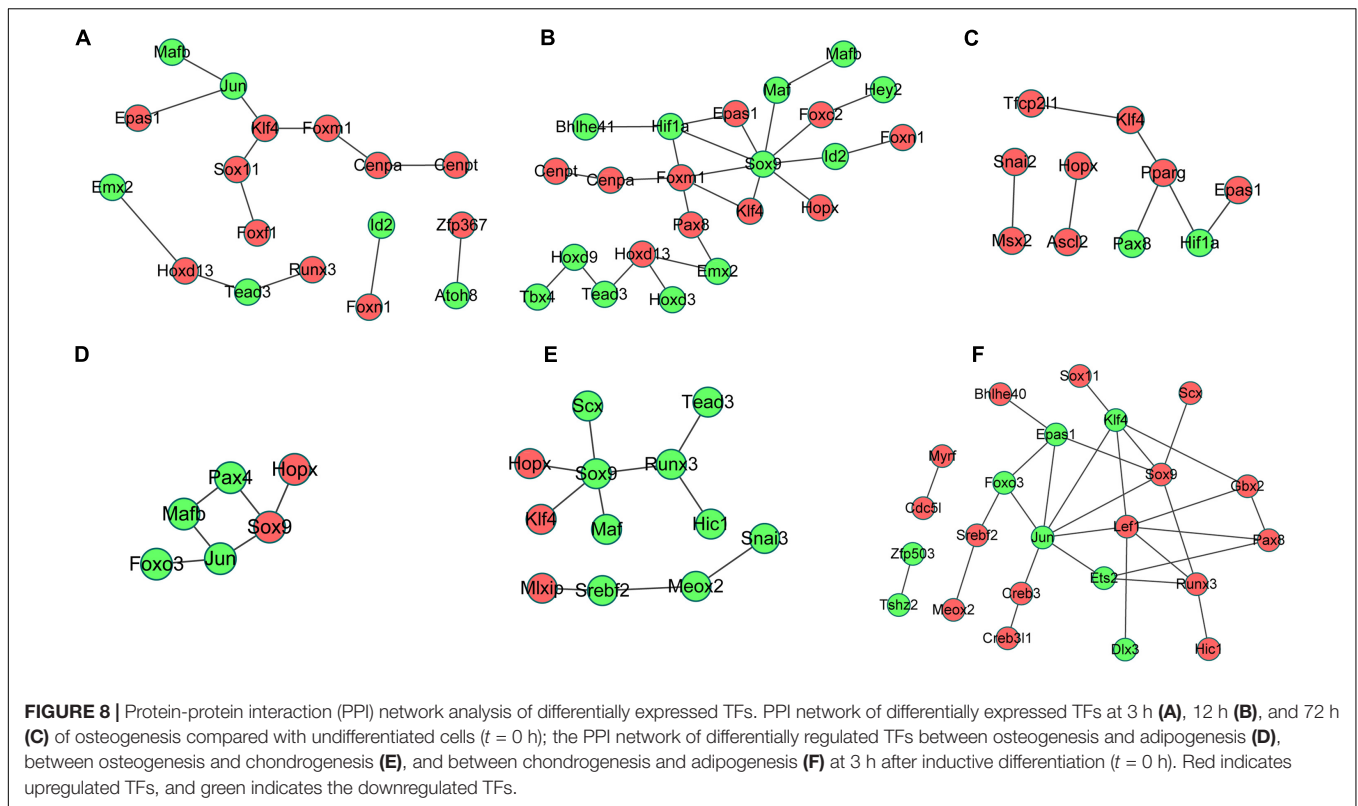 A
Mafb
Jun
Epas1
Klf4
Foxm1
Cenpa
Cenpt
Sox11
Foxf1
Emx2
Hoxd13
Tead3
Runx3
Id2
Foxn1
Zfp367
Atoh8
B
Mafb
Maf
Hey2
Epas1
Foxc2
Bhlhe41
Hif1a
Foxn1
Id2
Sox9
Cenpt
Cenpa
Foxm1
Klf4
Hopx
Pax8
Hoxd13
Hoxd9
Emx2
Tbx4
Tead3
Hoxd3
C
Tfcp2l1
Klf4
Snai2
Hopx
Pparg
Epas1
Msx2
Ascl2
Pax8
Hif1a
D
Pax4
Hopx
Mafb
Sox9
Foxo3
Jun
E
Scx
Tead3
Hopx
Sox9
Runx3
Klf4
Maf
Hic1
Snai3
Mlxip
Srebf2
Meox2
F
Sox11
Bhlhe40
Scx
Klf4
Epas1
Myrf
Sox9
Foxo3
Gbx2
Cdc5l
Srebf2
Jun
Lef1
Pax8
Zfp503
Ets2
Runx3
Creb3
Tshz2
Meox2
Creb3l1
Dlx3
Hic1
FIGURE 8 | Protein-protein interaction (PPI) network analysis of differentially expressed TFs. PPI network of differentially expressed TFs at 3 h (A), 12 h (B), and 72 h
(C) of osteogenesis compared with undifferentiated cells (t = 0 h); the PPI network of differentially regulated TFs between osteogenesis and adipogenesis (D),
between osteogenesis and chondrogenesis (E), and between chondrogenesis and adipogenesis (F) at 3 h after inductive differentiation (t = 0 h). Red indicates
upregulated TFs, and green indicates the downregulated TFs.